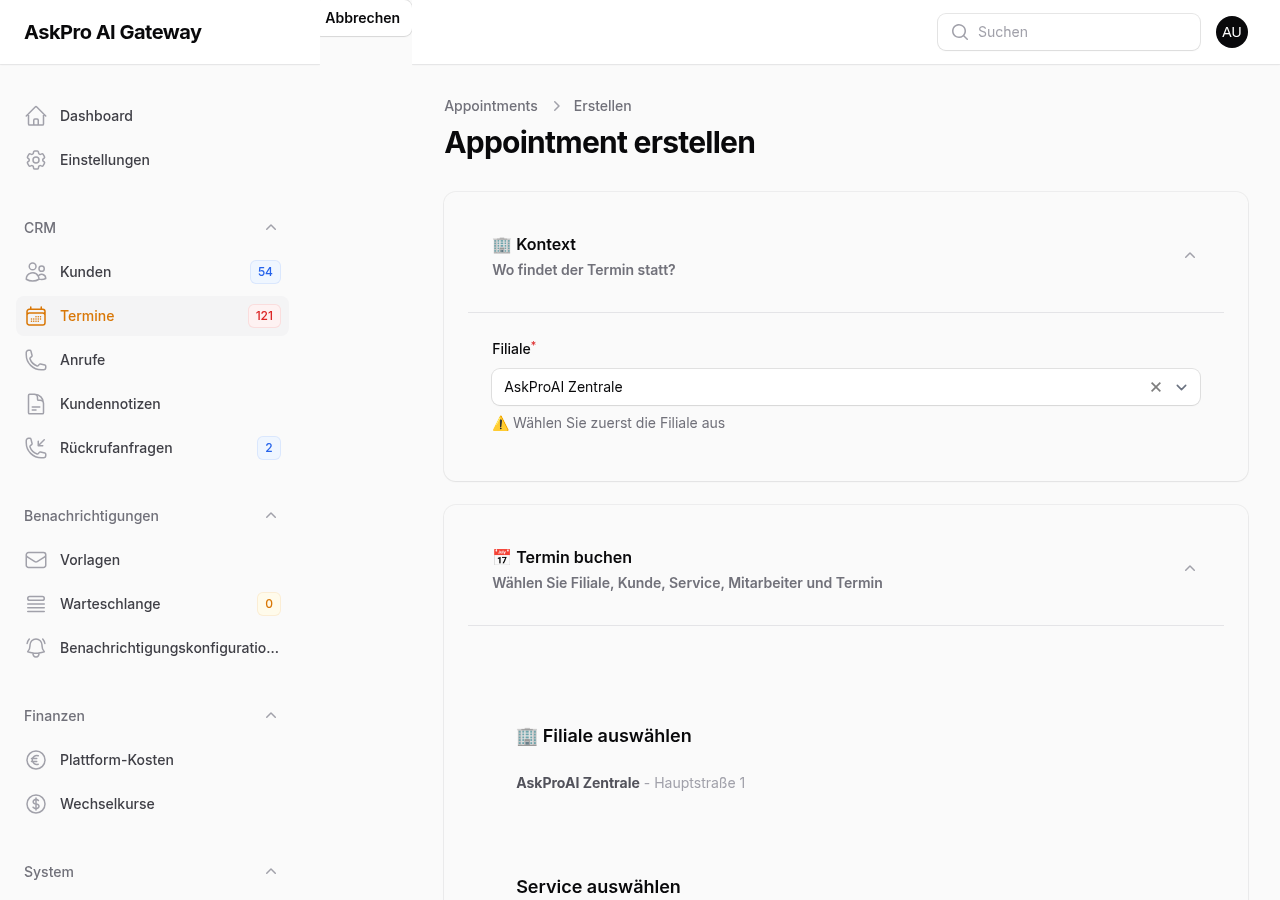 AskPro AI Gateway
Abbrechen
Suchen
AU
Dashboard
Einstellungen
CRM
Kunden 54
Termine 121
Anrufe
Kundennotizen
Rückrufanfragen 2
Benachrichtigungen
Vorlagen
Warteschlange 0
Benachrichtigungskonfiguratio...
Finanzen
Plattform-Kosten
Wechselkurse
System
Appointments > Erstellen
Appointment erstellen
🏢 Kontext
Wo findet der Termin statt?
Filiale*
AskProAI Zentrale
⚠️ Wählen Sie zuerst die Filiale aus
📅 Termin buchen
Wählen Sie Filiale, Kunde, Service, Mitarbeiter und Termin
🏢 Filiale auswählen
AskProAI Zentrale - Hauptstraße 1
Service auswählen